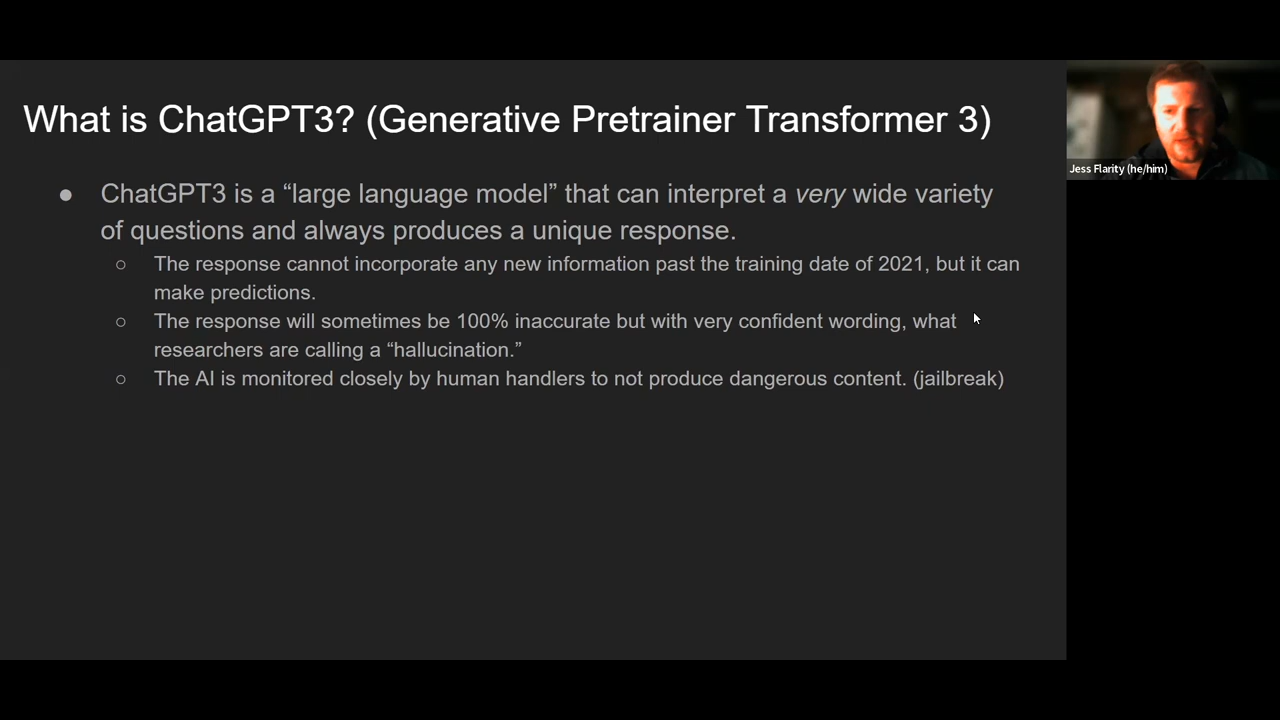 What is ChatGPT3? (Generative Pretrainer Transformer 3)
● ChatGPT3 is a “large language model” that can interpret a very wide variety
of questions and always produces a unique response.
○ The response cannot incorporate any new information past the training date of 2021, but it can
make predictions.
○ The response will sometimes be 100% inaccurate but with very confident wording, what
researchers are calling a “hallucination.”
○ The AI is monitored closely by human handlers to not produce dangerous content. (jailbreak)
Jess Flarity (he/him)